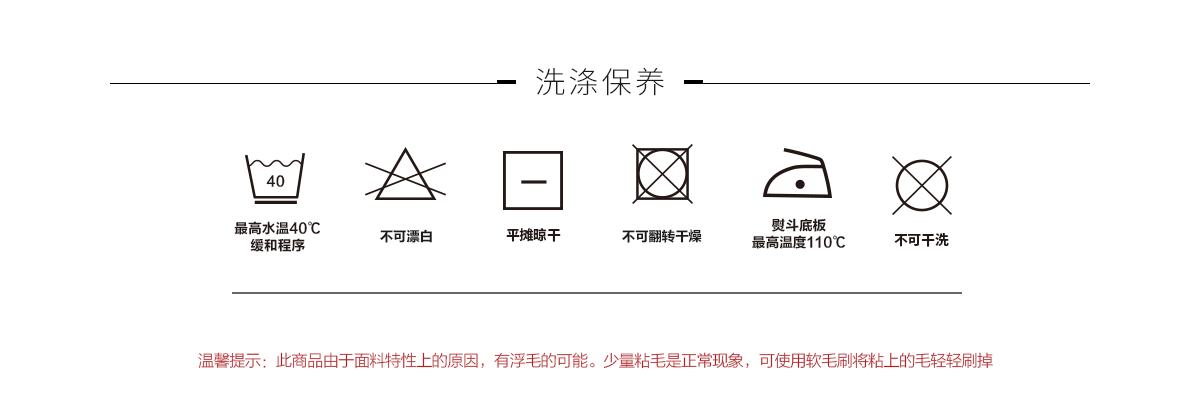 洗涤保养
40
最高水温40℃
缓和程序
不可漂白
平摊晾干
不可翻转干燥
熨斗底板
最高温度110℃
不可干洗
温馨提示：此商品由于面料特性上的原因，有浮毛的可能。少量粘毛是正常现象，可使用软毛刷将粘上的毛轻轻刷掉